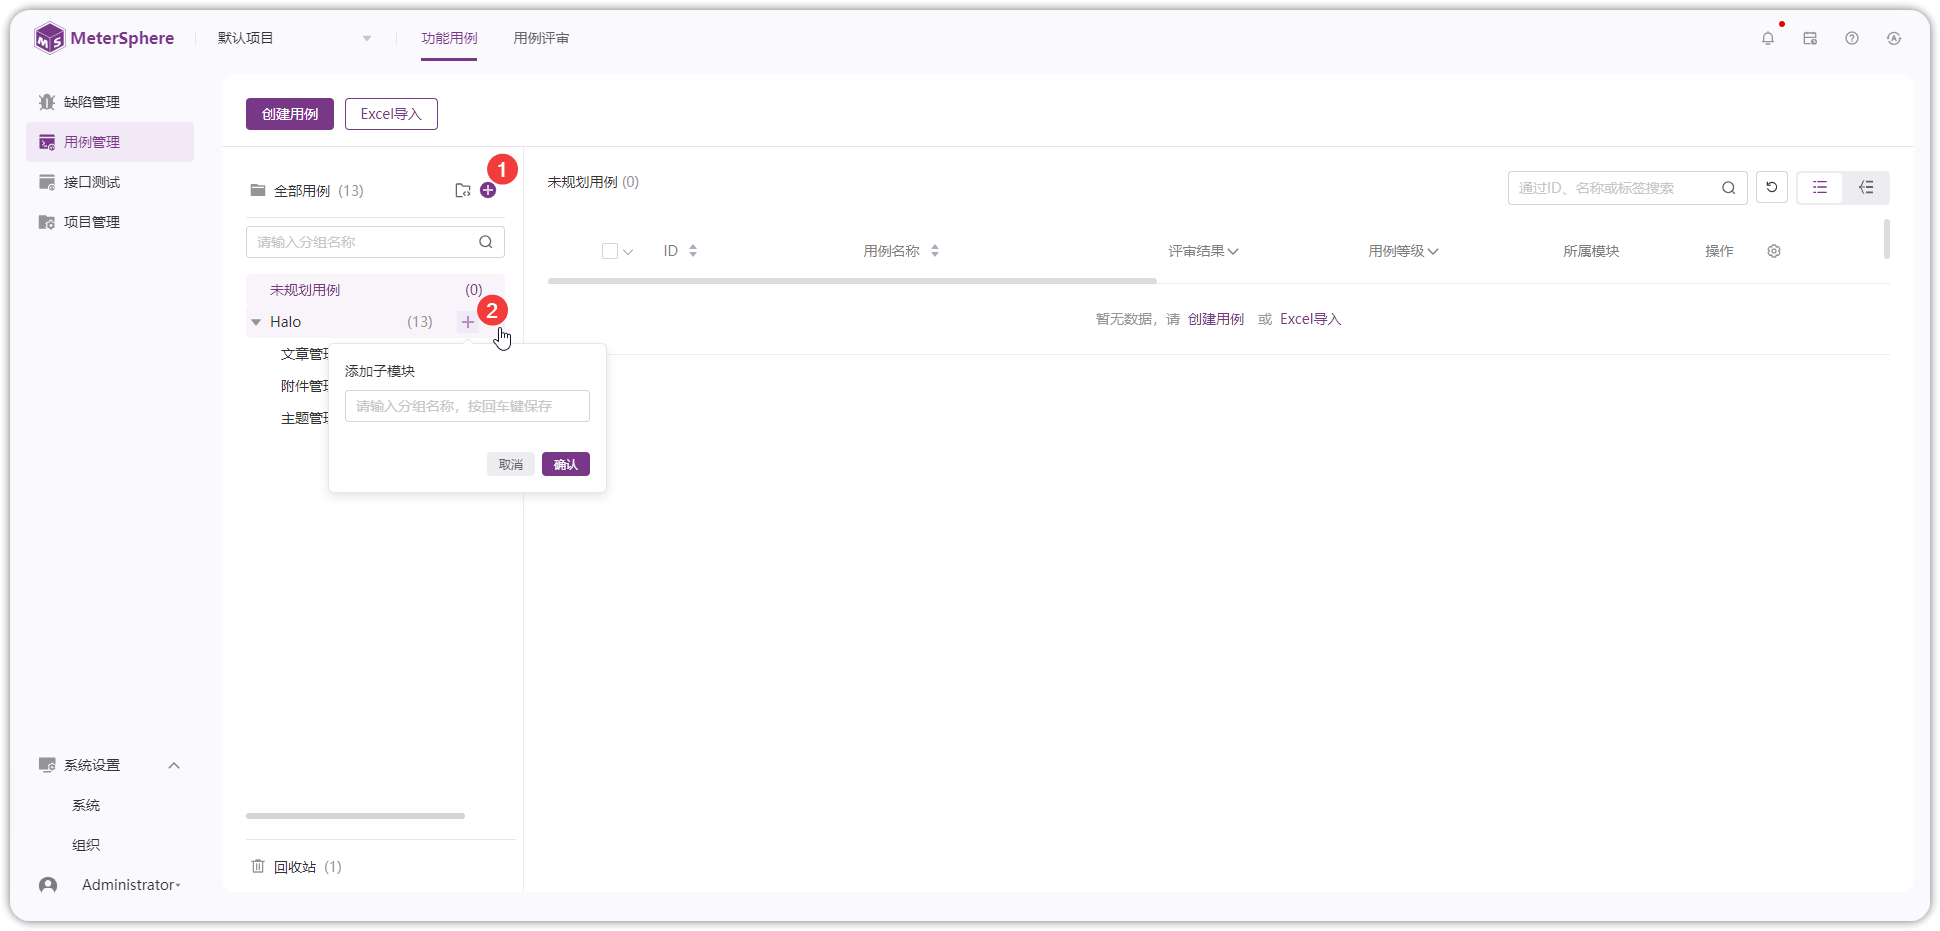 MeterSphere
默认项目
功能用例
用例评审
缺陷管理
用例管理
接口测试
项目管理
创建用例
Excel导入
1
全部用例 (13)
请输入分组名称
未规划用例 (0)
2
Halo (13)
文章管理
附件管理
主题管理
添加子模块
请输入分组名称，按回车键保存
取消
确认
未规划用例 (0)
通过ID、名称或标签搜索
ID
用例名称
评审结果
用例等级
所属模块
操作
暂无数据，请 创建用例 或 Excel导入
系统设置
系统
组织
Administrator
回收站 (1)